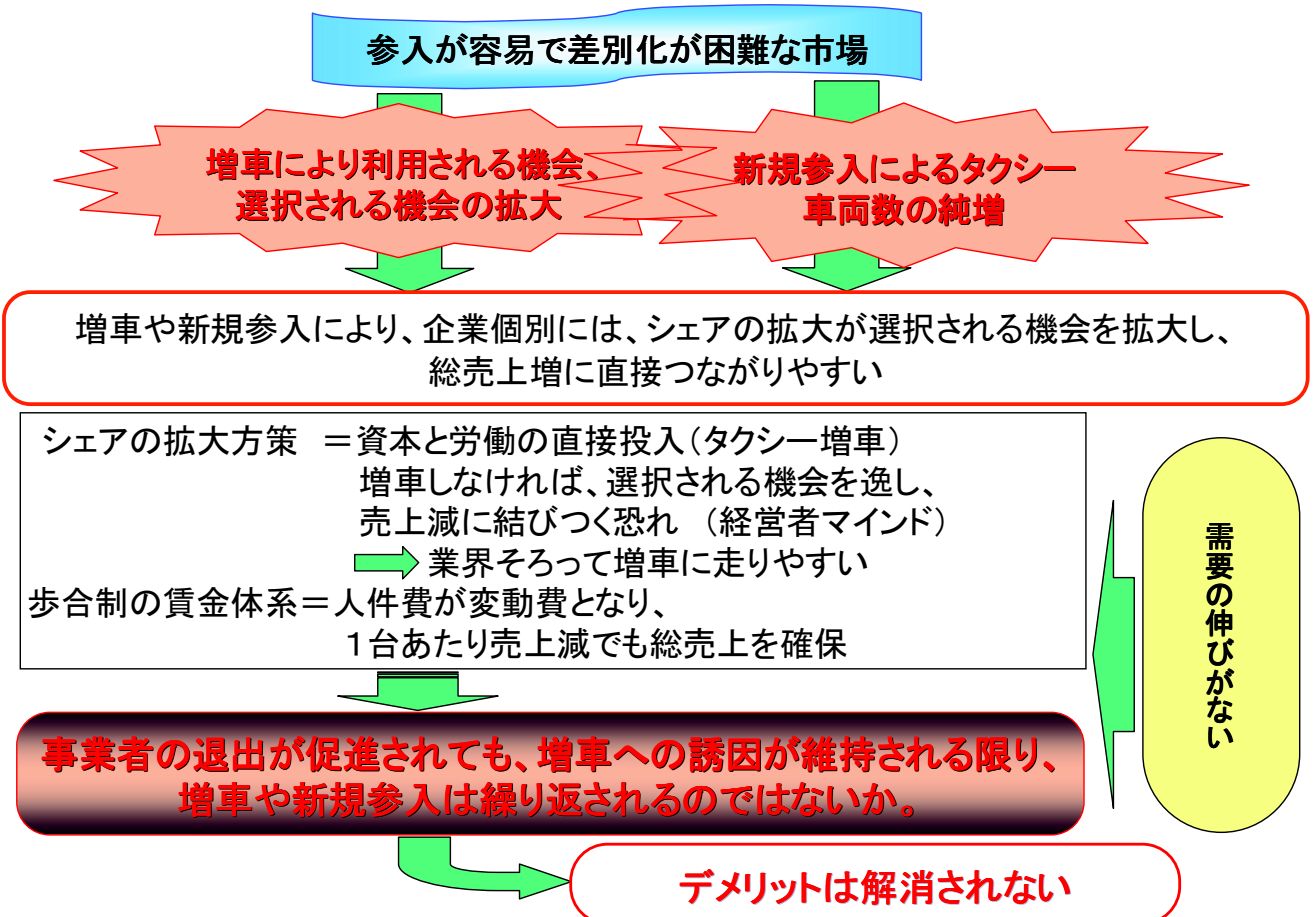 参入が容易で差別化が困難な市場
増車により利用される機会、
選択される機会の拡大
新規参入によるタクシー
車両数の純増
増車や新規参入により、企業個別には、シェアの拡大が選択される機会を拡大し、
総売上増に直接つながりやすい
シェアの拡大方策 ＝資本と労働の直接投入（タクシー増車）
増車しなければ、選択される機会を逸し、
売上減に結びつく恐れ （経営者マインド）
業界そろって増車に走りやすい
歩合制の賃金体系＝人件費が変動費となり、
１台あたり売上減でも総売上を確保
需要の伸びがない
事業者の退出が促進されても、増車への誘因が維持される限り、
増車や新規参入は繰り返されるのではないか。
デメリットは解消されない